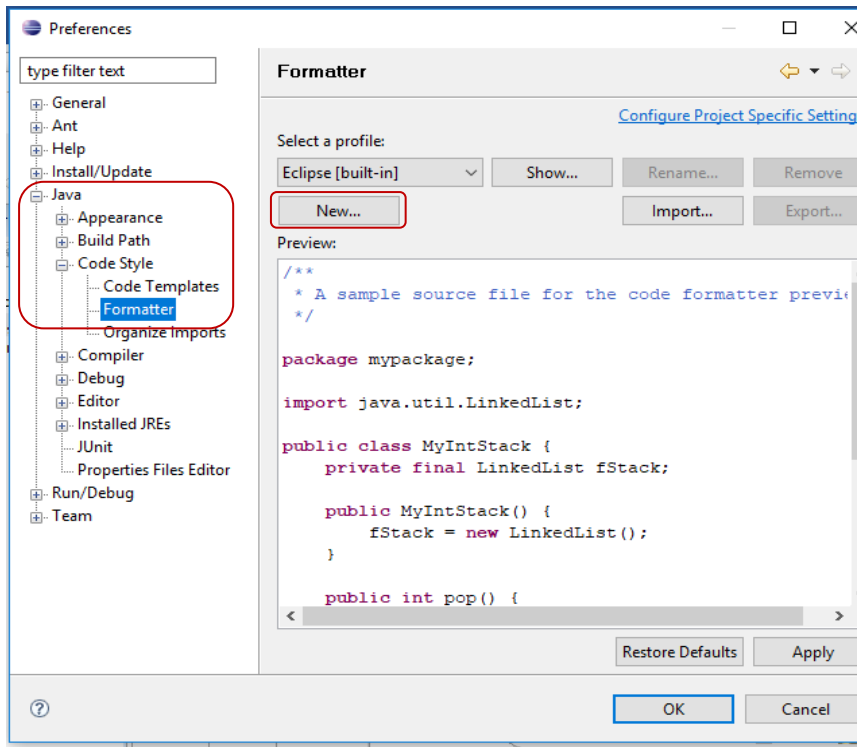 Preferences
type filter text
General
Ant
Help
Install/Update
Java
Appearance
Build Path
Code Style
Code Templates
Formatter
Organize Imports
Compiler
Debug
Editor
Installed JREs
JUnit
Properties Files Editor
Run/Debug
Team
Formatter
Configure Project Specific Setting
Select a profile:
Eclipse [built-in]
Show...
Rename...
Remove
New...
Import...
Export...
Preview:
/**
 * A sample source file for the code formatter previe
 */
package mypackage;
import java.util.LinkedList;
public class MyIntStack {
    private final LinkedList fStack;
    public MyIntStack() {
        fStack = new LinkedList();
    }
    public int pop() {
Restore Defaults
Apply
OK
Cancel